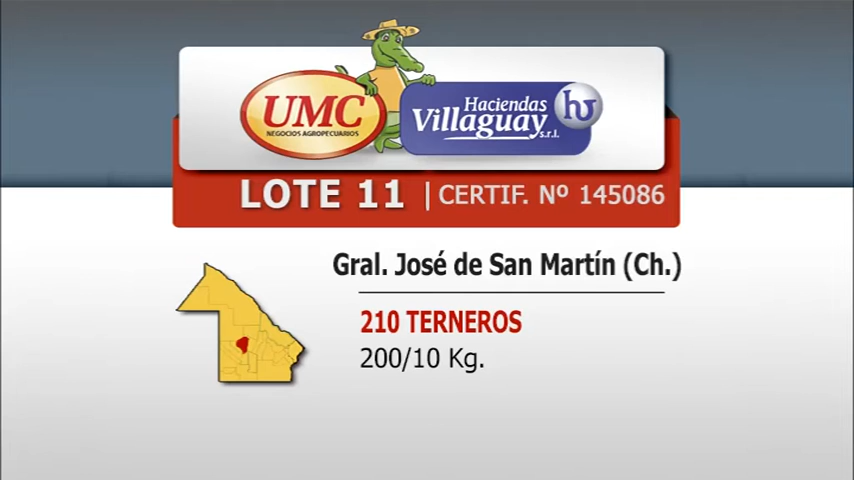 UMC
NEGOCIOS AGROPECUARIOS
Haciendas
Villaguay
s.r.l.
hv
LOTE 11 | CERTIF. Nº 145086
Gral. José de San Martín (Ch.)
210 TERNEROS
200/10 Kg.